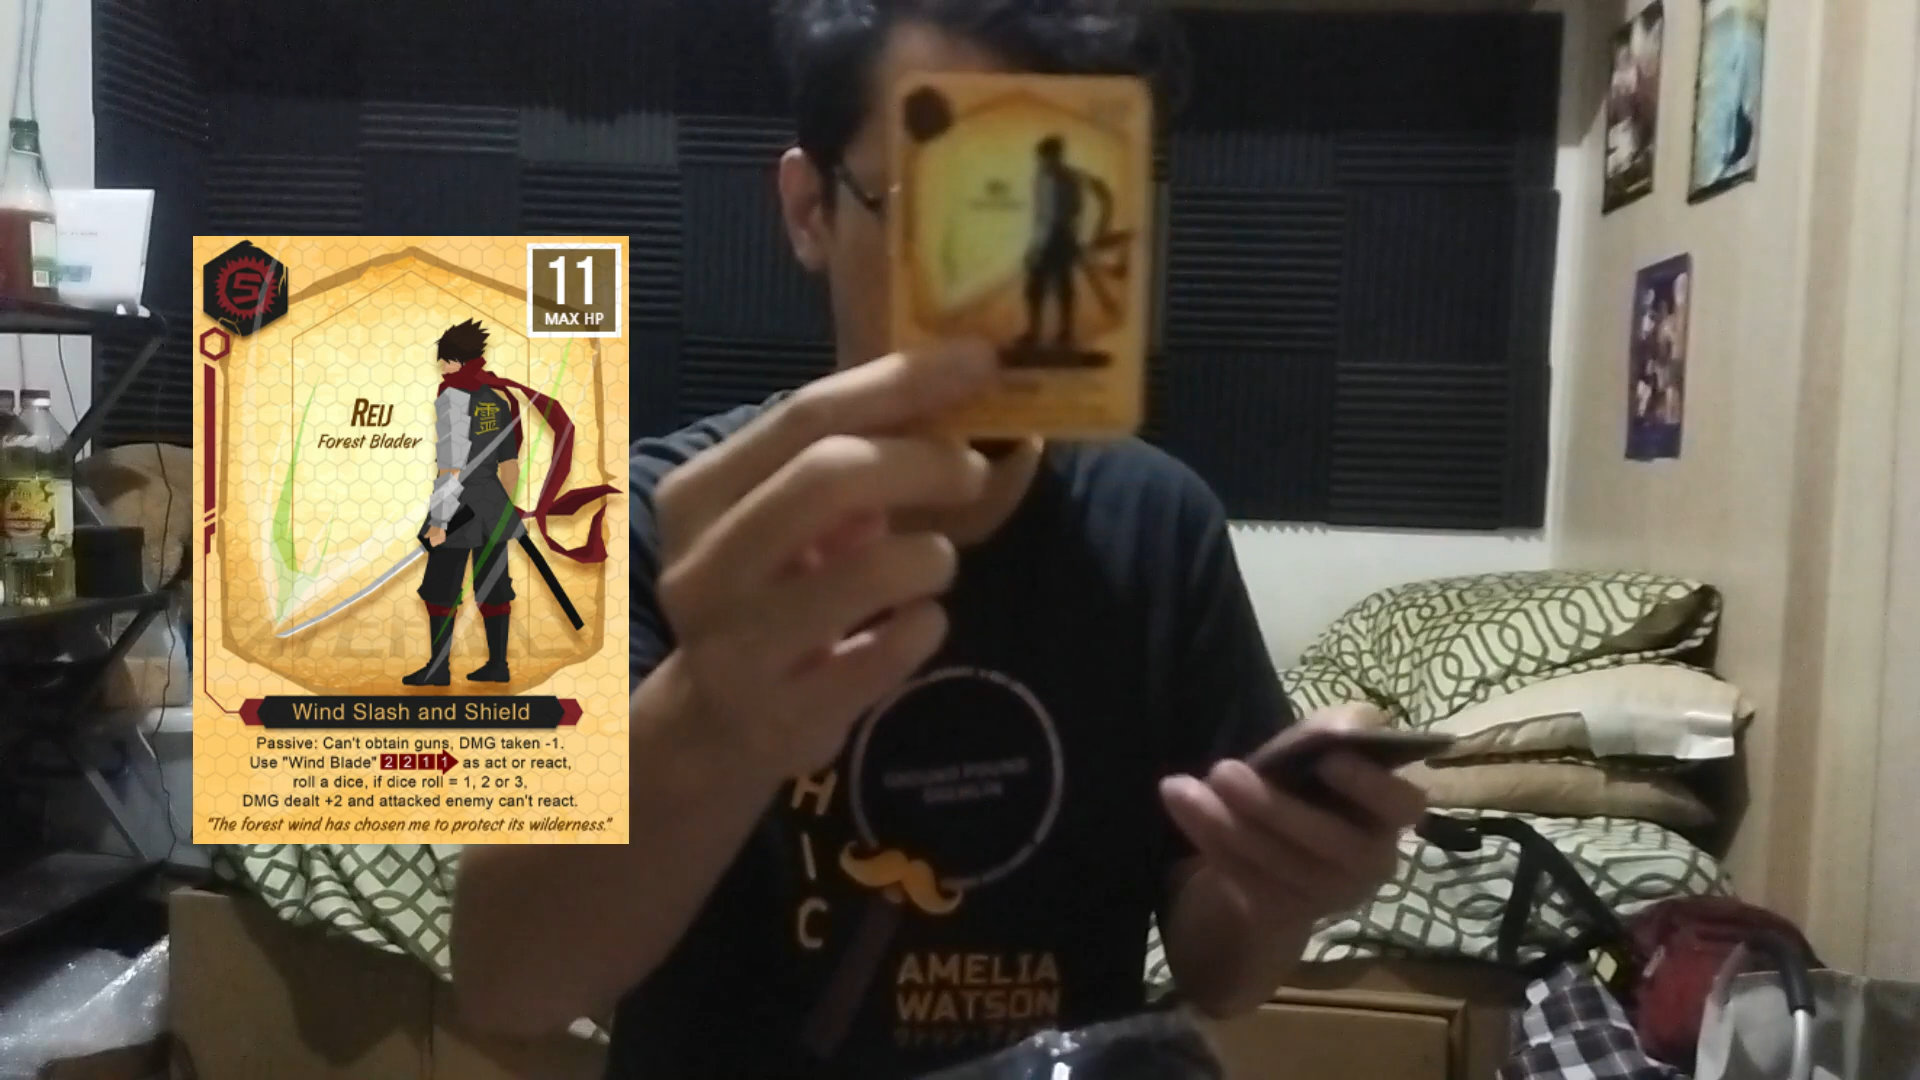 S
11
MAX HP
REIJ
Forest Blader
Wind Slash and Shield
Passive: Can't obtain guns, DMG taken -1.
Use "Wind Blade" 2 2 1 1 as act or react,
roll a dice, if dice roll = 1, 2 or 3,
DMG dealt +2 and attacked enemy can't react.
"The forest wind has chosen me to protect its wilderness."
H
I
C
AMELIA
WATSON